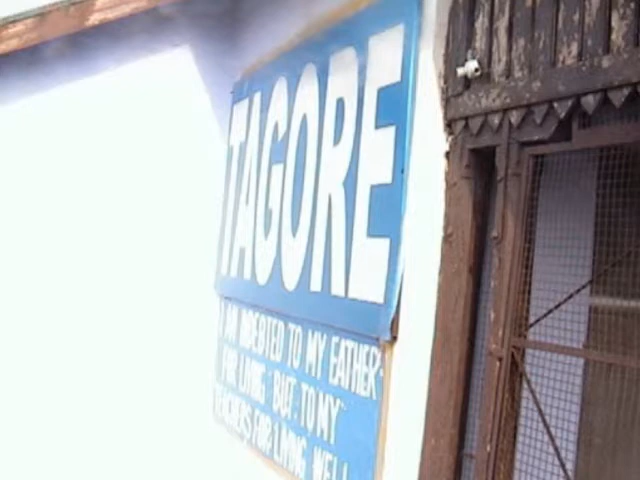 TAGORE
I AM INDEBTED TO MY FATHER
FOR LIVING BUT TO MY
TEACHERS FOR LIVING WELL